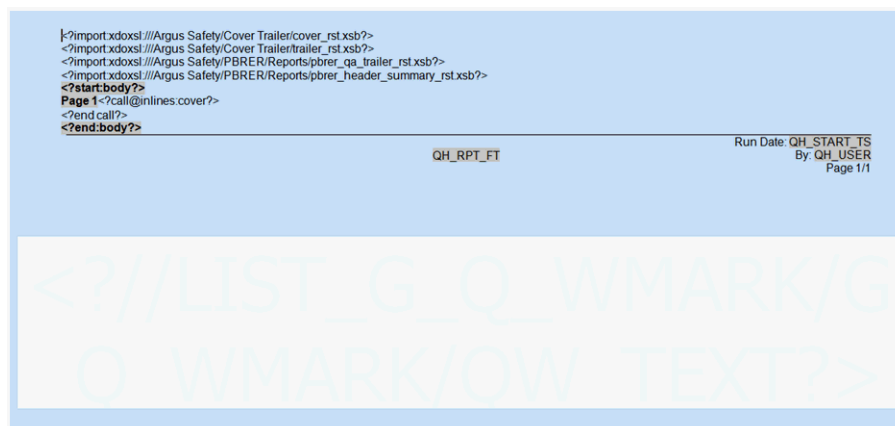 <?import:xdoxsl:///Argus Safety/Cover Trailer/cover_rst.xsb?>
<?import:xdoxsl:///Argus Safety/Cover Trailer/trailer_rst.xsb?>
<?import:xdoxsl:///Argus Safety/PBRER/Reports/pbrer_qa_trailer_rst.xsb?>
<?import:xdoxsl:///Argus Safety/PBRER/Reports/pbrer_header_summary_rst.xsb?>
<?start:body?>
Page 1<?call@inlines:cover?>
<?end call?>
<?end:body?>
Run Date: QH_START_TS
QH_RPT_FT By: QH_USER
Page 1/1
<?//LIST_G_Q_WMARK/G
Q_WMARK/QW_TEXT?>